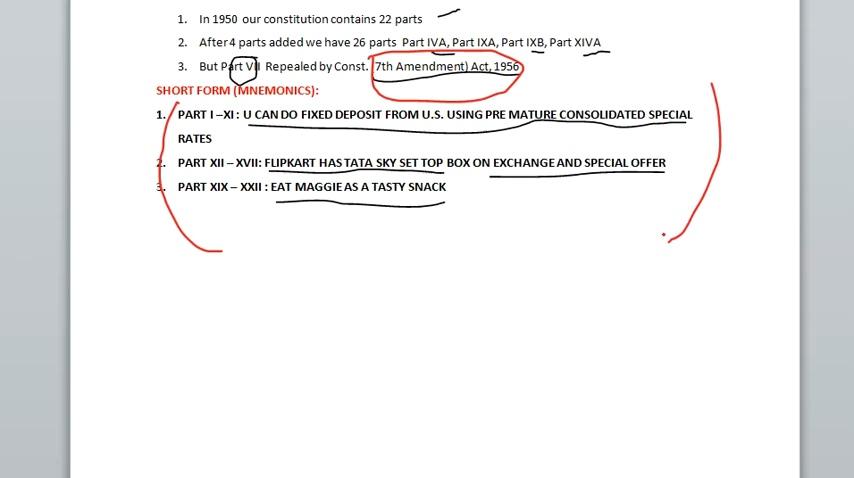 1. In 1950 our constitution contains 22 parts
2. After 4 parts added we have 26 parts Part IVA, Part IXA, Part IXB, Part XIVA
3. But Part VII Repealed by Const. (7th Amendment) Act, 1956
SHORT FORM (MNEMONICS):
1. PART I –XI : U CAN DO FIXED DEPOSIT FROM U.S. USING PRE MATURE CONSOLIDATED SPECIAL
RATES
2. PART XII – XVII: FLIPKART HAS TATA SKY SET TOP BOX ON EXCHANGE AND SPECIAL OFFER
3. PART XIX – XXII : EAT MAGGIE AS A TASTY SNACK